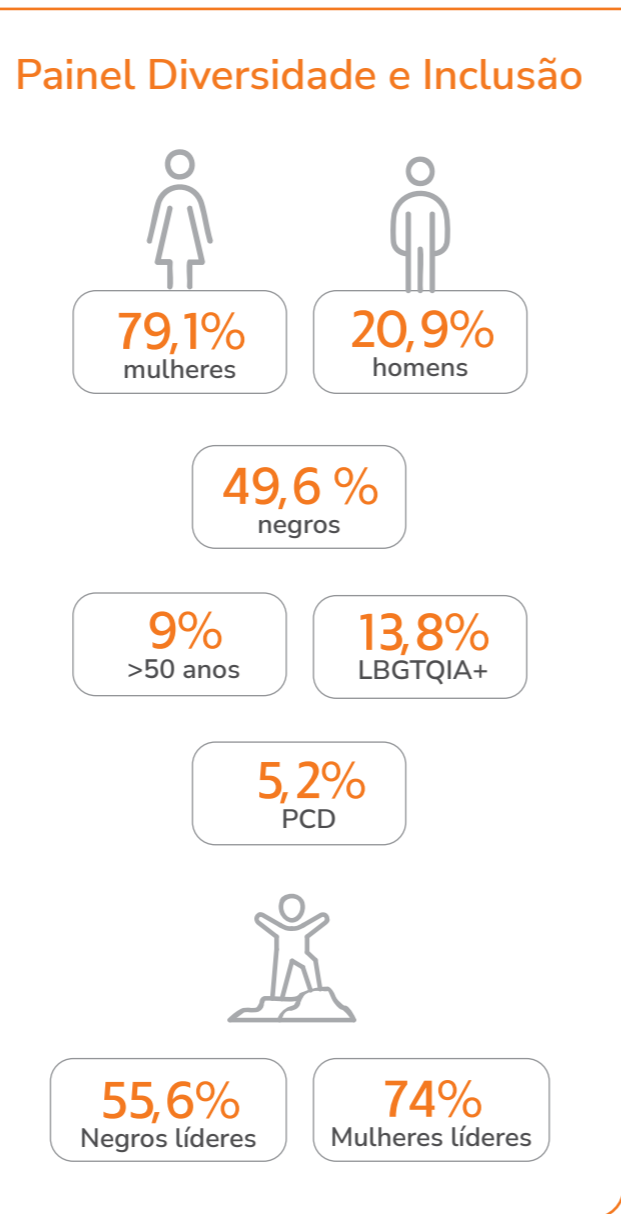 Painel Diversidade e Inclusão
79,1%
mulheres
20,9%
homens
49,6 %
negros
9%
>50 anos
13,8%
LBGTQIA+
5,2%
PCD
55,6%
Negros líderes
74%
Mulheres líderes